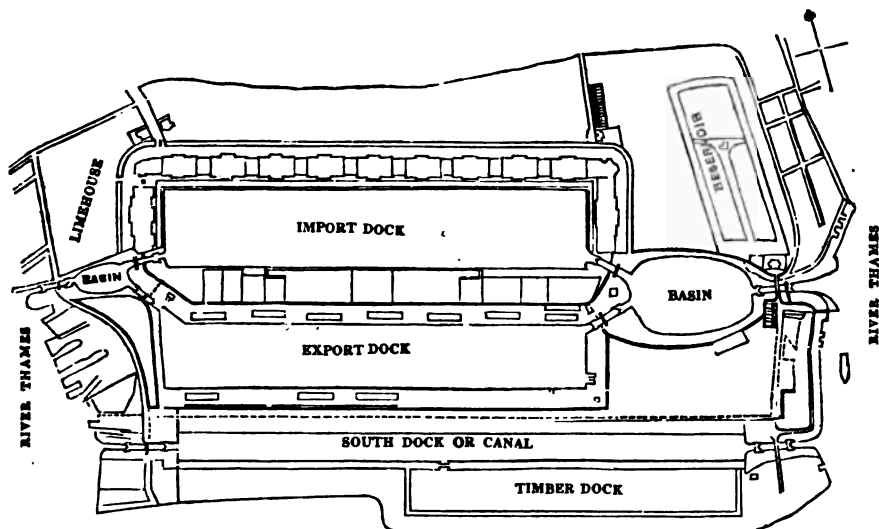 RESERVOIR
LIMEHOUSE
IMPORT DOCK
BASIN
BASIN
EXPORT DOCK
RIVER THAMES
RIVER THAMES
SOUTH DOCK OR CANAL
TIMBER DOCK